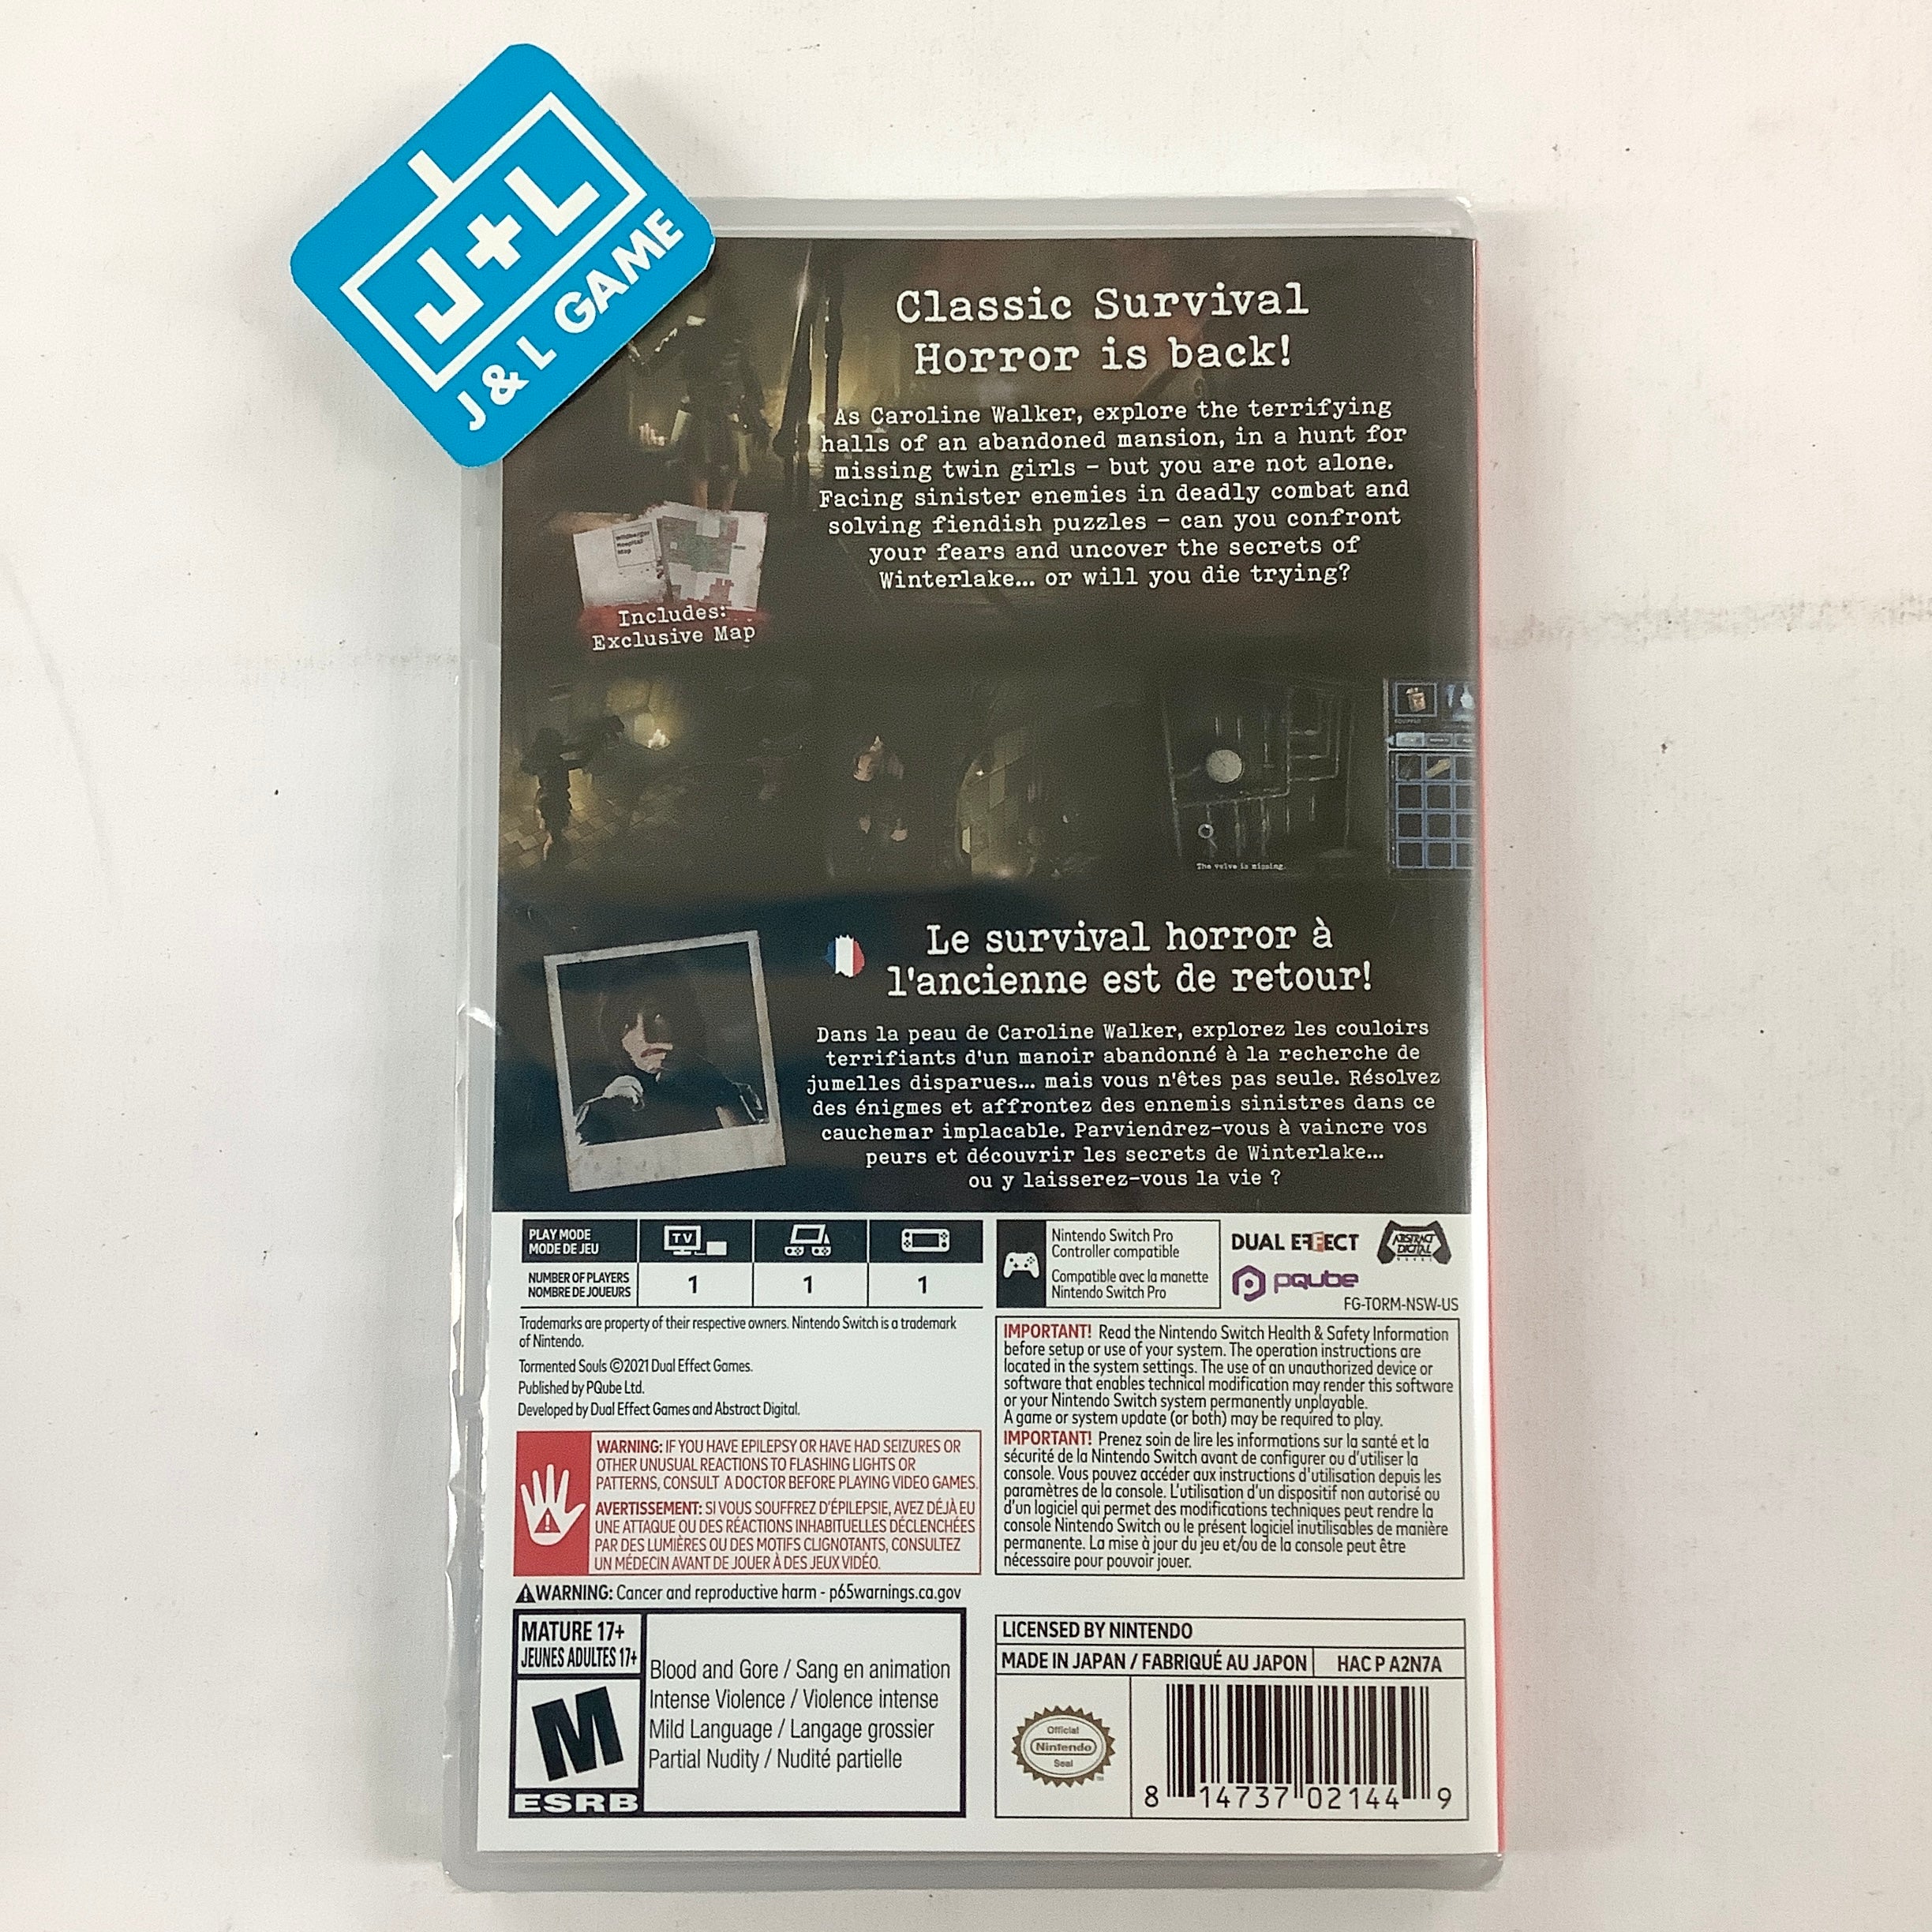 J+L
J & L GAME
Classic Survival
Horror is back!
As Caroline Walker, explore the terrifying
halls of an abandoned mansion, in a hunt for
missing twin girls – but you are not alone.
Facing sinister enemies in deadly combat and
solving fiendish puzzles – can you confront
your fears and uncover the secrets of
Winterlake... or will you die trying?
Wildberger
Hospital
Map
Includes:
Exclusive Map
The valve is missing.
Le survival horror à
l'ancienne est de retour!
Dans la peau de Caroline Walker, explorez les couloirs
terrifiants d'un manoir abandonné à la recherche de
jumelles disparues... mais vous n'êtes pas seule. Résolvez
des énigmes et affrontez des ennemis sinistres dans ce
cauchemar implacable. Parviendrez-vous à vaincre vos
peurs et découvrir les secrets de Winterlake...
ou y laisserez-vous la vie ?
PLAY MODE
MODE DE JEU
TV
NUMBER OF PLAYERS
NOMBRE DE JOUEURS
1 1 1
Nintendo Switch Pro
Controller compatible
Compatible avec la manette
Nintendo Switch Pro
DUAL EFFECT
ABSTRACT
DIGITAL
pqube
FG-TORM-NSW-US
Trademarks are property of their respective owners. Nintendo Switch is a trademark
of Nintendo.
Tormented Souls ©2021 Dual Effect Games.
Published by PQube Ltd.
Developed by Dual Effect Games and Abstract Digital.
WARNING: IF YOU HAVE EPILEPSY OR HAVE HAD SEIZURES OR
OTHER UNUSUAL REACTIONS TO FLASHING LIGHTS OR
PATTERNS, CONSULT A DOCTOR BEFORE PLAYING VIDEO GAMES.
AVERTISSEMENT: SI VOUS SOUFFREZ D'ÉPILEPSIE, AVEZ DÉJÀ EU
UNE ATTAQUE OU DES RÉACTIONS INHABITUELLES DÉCLENCHÉES
PAR DES LUMIÈRES OU DES MOTIFS CLIGNOTANTS, CONSULTEZ
UN MÉDECIN AVANT DE JOUER À DES JEUX VIDÉO.
WARNING: Cancer and reproductive harm - p65warnings.ca.gov
IMPORTANT! Read the Nintendo Switch Health & Safety Information
before setup or use of your system. The operation instructions are
located in the system settings. The use of an unauthorized device or
software that enables technical modification may render this software
or your Nintendo Switch system permanently unplayable.
A game or system update (or both) may be required to play.
IMPORTANT! Prenez soin de lire les informations sur la santé et la
sécurité de la Nintendo Switch avant de configurer ou d'utiliser la
console. Vous pouvez accéder aux instructions d'utilisation depuis les
paramètres de la console. L'utilisation d'un dispositif non autorisé ou
d'un logiciel qui permet des modifications techniques peut rendre la
console Nintendo Switch ou le présent logiciel inutilisables de manière
permanente. La mise à jour du jeu et/ou de la console peut être
nécessaire pour pouvoir jouer.
MATURE 17+
JEUNES ADULTES 17+
M
ESRB
Blood and Gore / Sang en animation
Intense Violence / Violence intense
Mild Language / Langage grossier
Partial Nudity / Nudité partielle
LICENSED BY NINTENDO
MADE IN JAPAN / FABRIQUÉ AU JAPON HAC P A2N7A
Official
Nintendo
Seal
TM
8 14737 02144 9